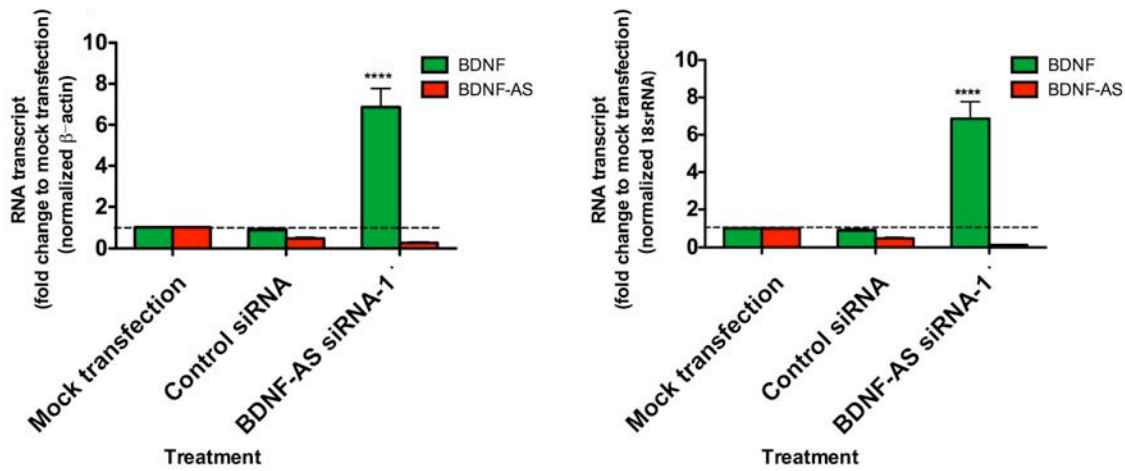 RNA transcript
(fold change to mock transfection)
(normalized β-actin)
10
8
6
4
2
0
****
BDNF
BDNF-AS
Mock transfection
Control siRNA
BDNF-AS siRNA-1
Treatment
RNA transcript
(fold change to mock transfection)
(normalized 18srRNA)
10
8
6
4
2
0
****
BDNF
BDNF-AS
Mock transfection
Control siRNA
BDNF-AS siRNA-1
Treatment